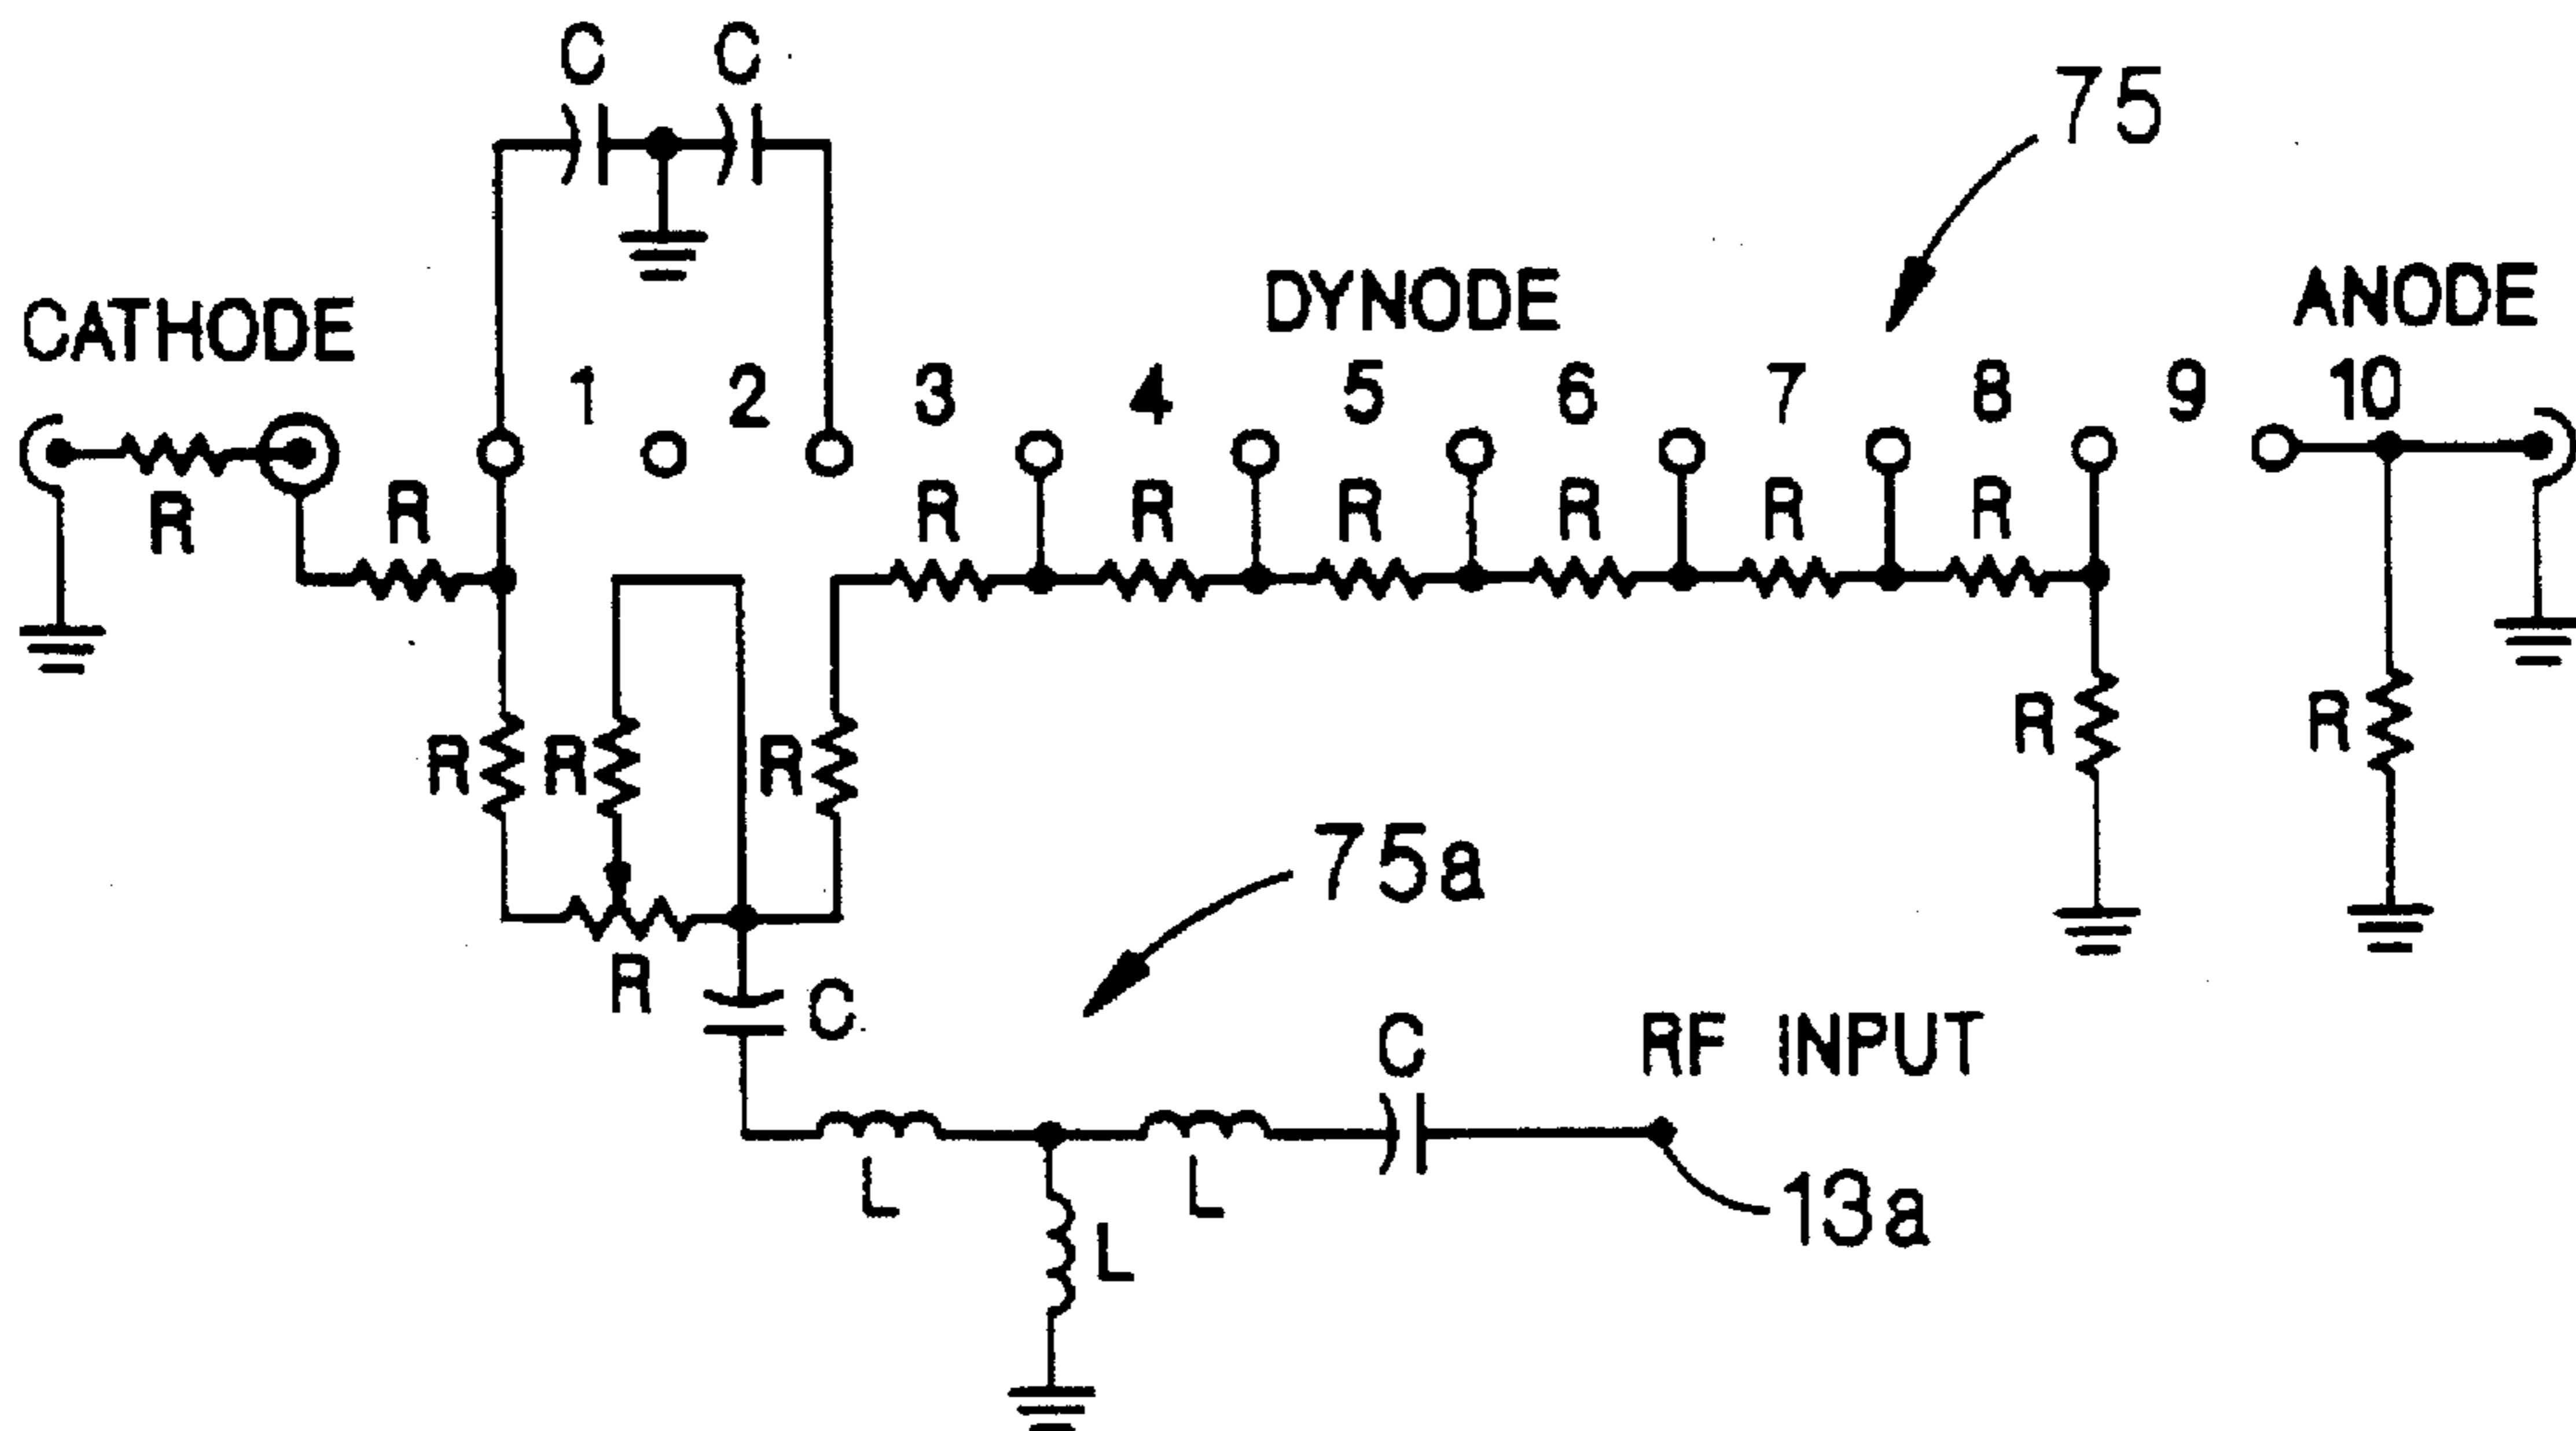 C C
75
CATHODE DYNODE ANODE
1 2 3 4 5 6 7 8 9 10
R R R R R R R R
R R R R R
75a
R C
C RF INPUT
L L
13a
L